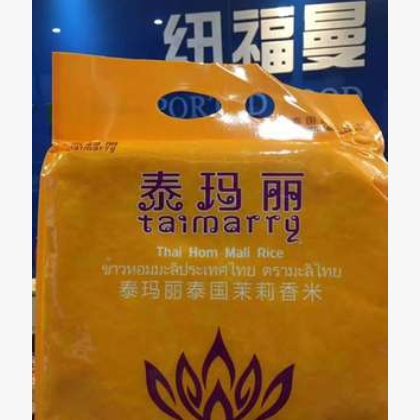 纽福曼
泰玛丽
taimarry
Thai Hom Mali Rice
ข้าวหอมมะลิประเทศไทย ตรามะลิไทย
泰玛丽泰国茉莉香米